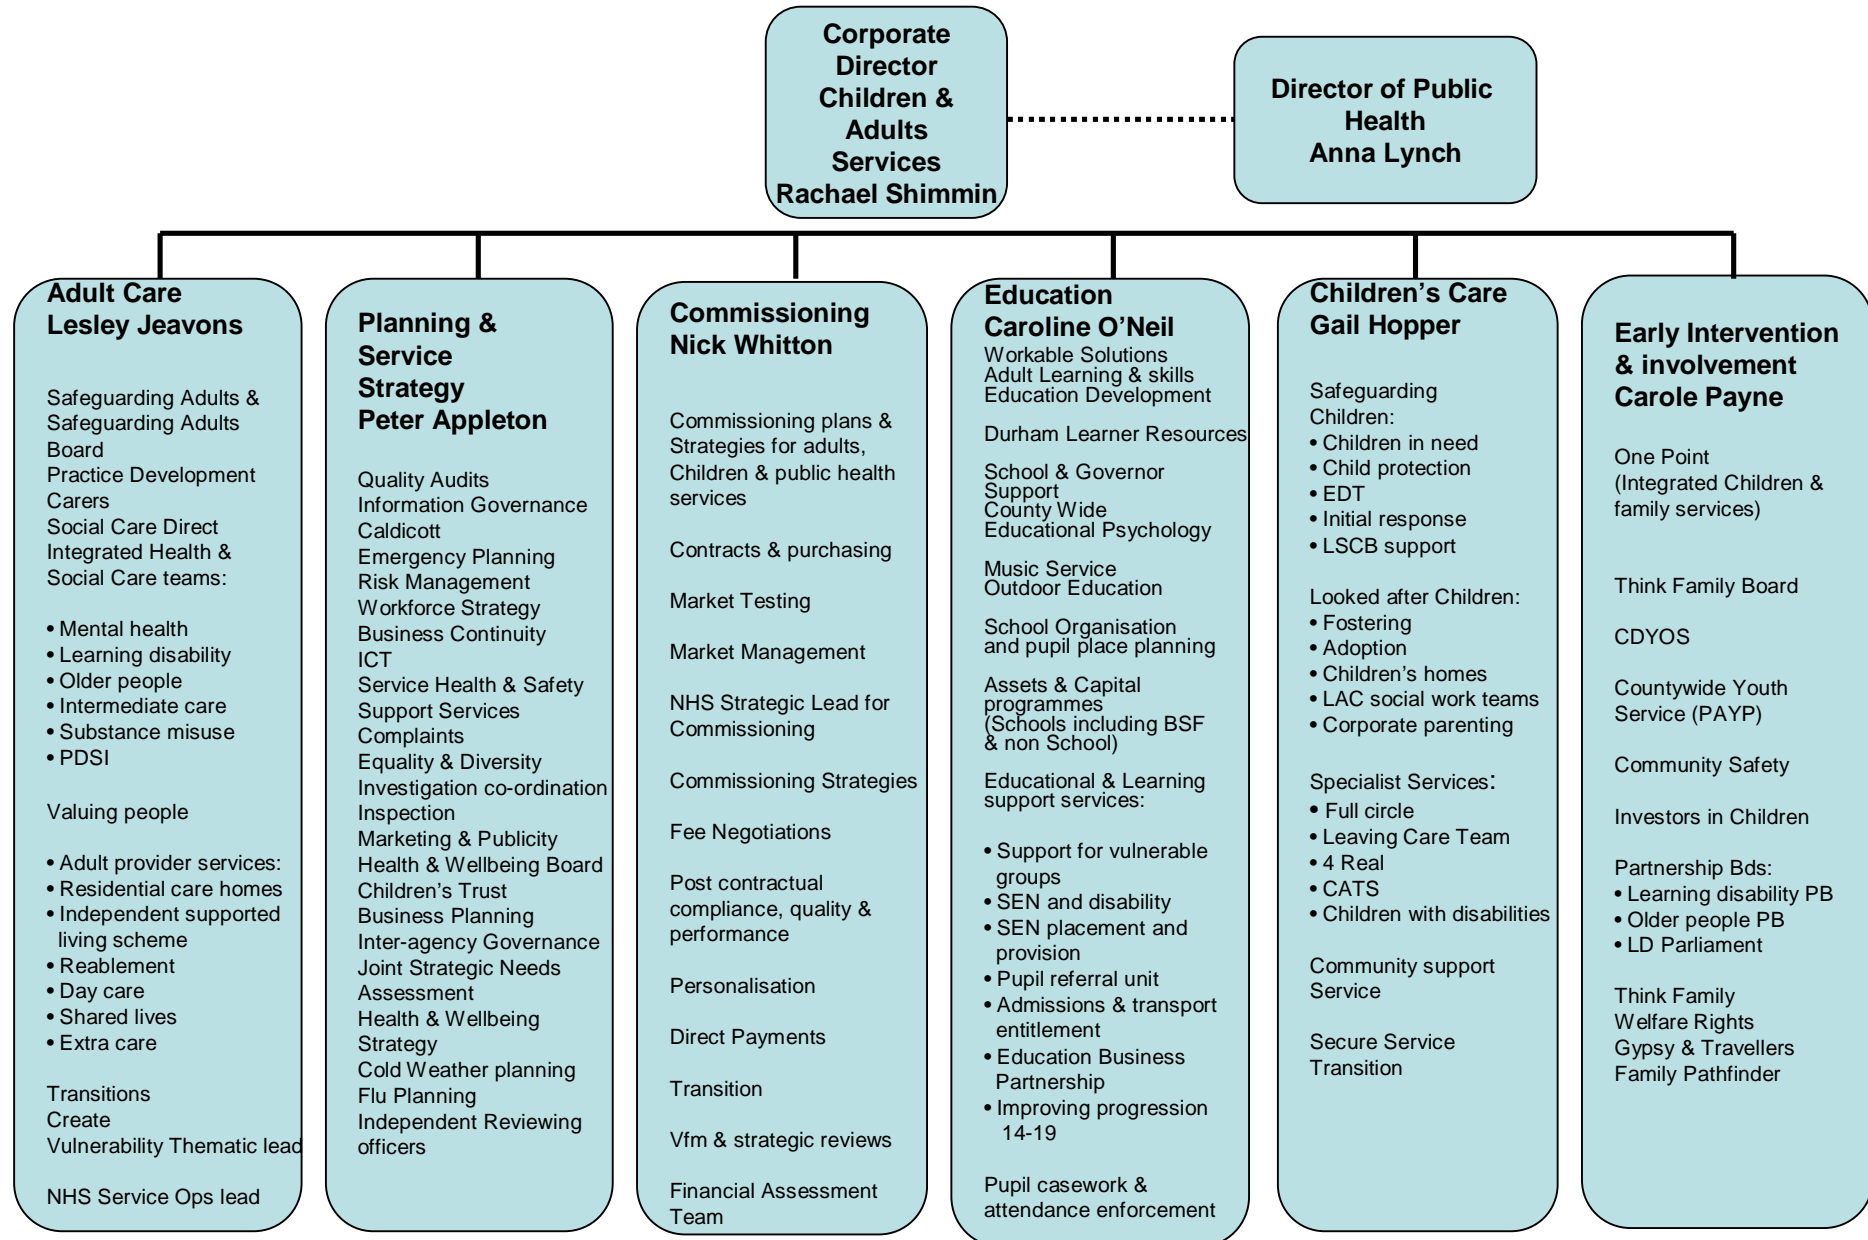 Corporate
Director
Children &
Adults
Services
Rachael Shimmin
Director of Public
Health
Anna Lynch
Adult Care
Lesley Jeavons
Safeguarding Adults &
Safeguarding Adults
Board
Practice Development
Carers
Social Care Direct
Integrated Health &
Social Care teams:
• Mental health
• Learning disability
• Older people
• Intermediate care
• Substance misuse
• PDSI
Valuing people
• Adult provider services:
• Residential care homes
• Independent supported
living scheme
• Reablement
• Day care
• Shared lives
• Extra care
Transitions
Create
Vulnerability Thematic lead
NHS Service Ops lead
Planning &
Service
Strategy
Peter Appleton
Quality Audits
Information Governance
Caldicott
Emergency Planning
Risk Management
Workforce Strategy
Business Continuity
ICT
Service Health & Safety
Support Services
Complaints
Equality & Diversity
Investigation co-ordination
Inspection
Marketing & Publicity
Health & Wellbeing Board
Children’s Trust
Business Planning
Inter-agency Governance
Joint Strategic Needs
Assessment
Health & Wellbeing
Strategy
Cold Weather planning
Flu Planning
Independent Reviewing
officers
Commissioning
Nick Whitton
Commissioning plans &
Strategies for adults,
Children & public health
services
Contracts & purchasing
Market Testing
Market Management
NHS Strategic Lead for
Commissioning
Commissioning Strategies
Fee Negotiations
Post contractual
compliance, quality &
performance
Personalisation
Direct Payments
Transition
Vfm & strategic reviews
Financial Assessment
Team
Education
Caroline O’Neil
Workable Solutions
Adult Learning & skills
Education Development
Durham Learner Resources
School & Governor
Support
County Wide
Educational Psychology
Music Service
Outdoor Education
School Organisation
and pupil place planning
Assets & Capital
programmes
(Schools including BSF
& non School)
Educational & Learning
support services:
• Support for vulnerable
groups
• SEN and disability
• SEN placement and
provision
• Pupil referral unit
• Admissions & transport
entitlement
• Education Business
Partnership
• Improving progression
14-19
Pupil casework &
attendance enforcement
Children’s Care
Gail Hopper
Safeguarding
Children:
• Children in need
• Child protection
• EDT
• Initial response
• LSCB support
Looked after Children:
• Fostering
• Adoption
• Children’s homes
• LAC social work teams
• Corporate parenting
Specialist Services:
• Full circle
• Leaving Care Team
• 4 Real
• CATS
• Children with disabilities
Community support
Service
Secure Service
Transition
Early Intervention
& involvement
Carole Payne
One Point
(Integrated Children &
family services)
Think Family Board
CDYOS
Countywide Youth
Service (PAYP)
Community Safety
Investors in Children
Partnership Bds:
• Learning disability PB
• Older people PB
• LD Parliament
Think Family
Welfare Rights
Gypsy & Travellers
Family Pathfinder